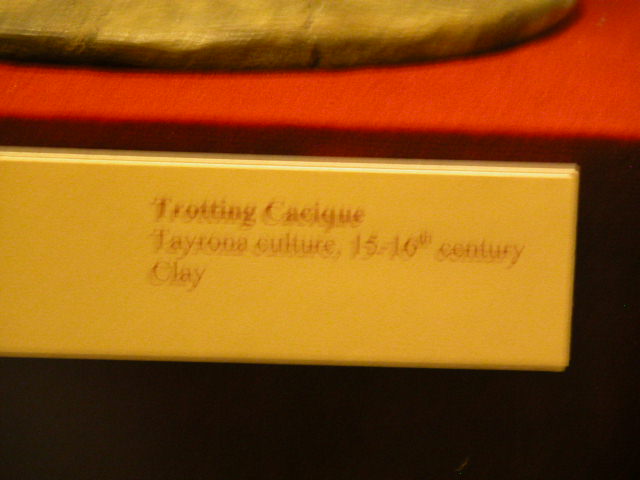 Trotting Cacique
Tayrona culture, 15-16th century
Clay